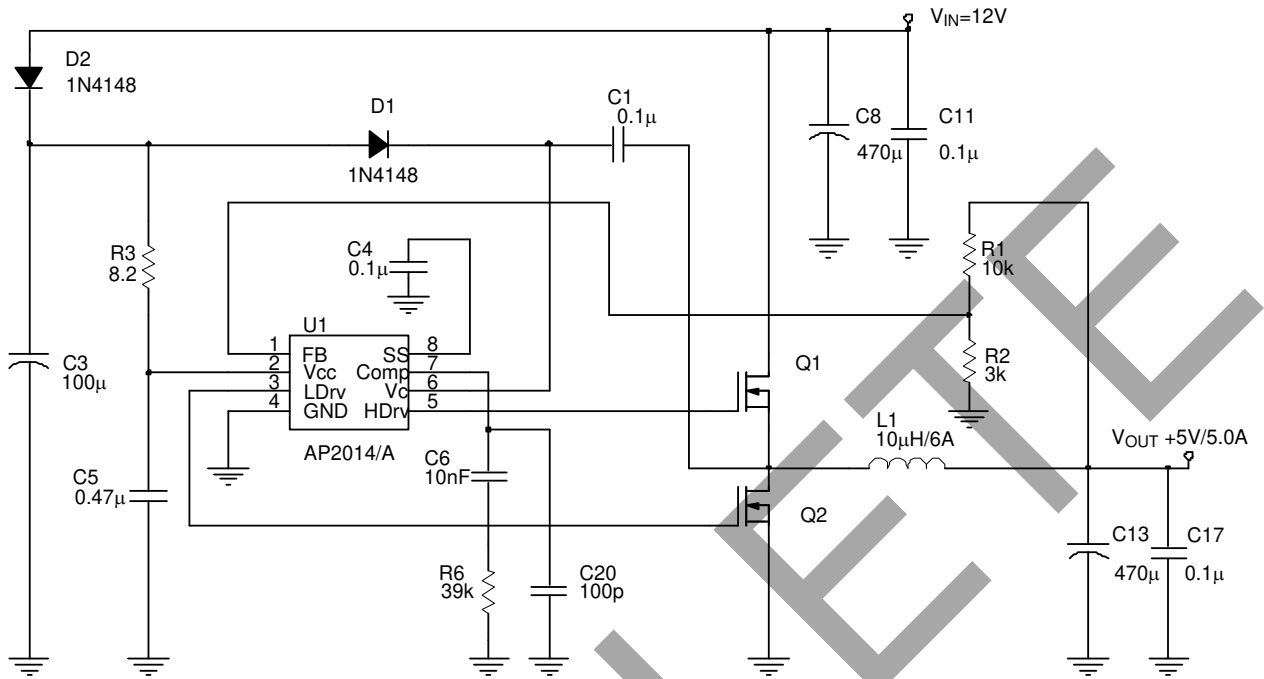 VIN=12V
D2
1N4148
D1
1N4148
C1
0.1μ
C8
470μ
C11
0.1μ
R3
8.2
C4
0.1μ
R1
10k
U1
1 FB
2 Vcc
3 LDrv
4 GND
SS 8
Comp 7
Vc 6
HDrv 5
AP2014/A
C3
100μ
R2
3k
Q1
L1
10μH/6A
VOUT +5V/5.0A
C6
10nF
C5
0.47μ
Q2
C13
470μ
C17
0.1μ
R6
39k
C20
100p
ETE